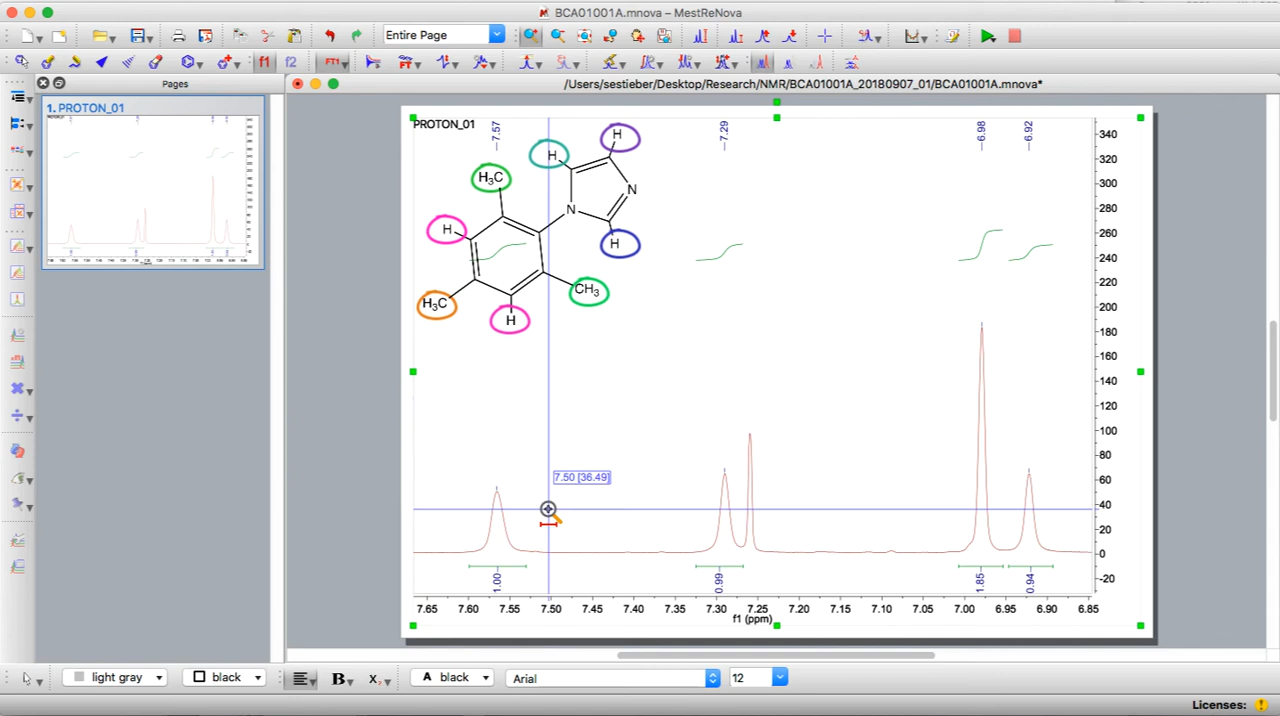 BCA01001A.mnova – MestReNova
Entire Page
f1 f2 FT1
Pages
/Users/sestieber/Desktop/Research/NMR/BCA01001A_20180907_01/BCA01001A.mnova*
1. PROTON_01
PROTON_01
7.57
7.29
6.98
6.92
H
H
H₃C
N
N
H
H
H₃C
CH₃
H
340
320
300
280
260
240
220
200
180
160
140
120
100
80
60
40
20
0
-20
7.50 [36.49]
1.00
0.99
1.85
0.94
7.65 7.60 7.55 7.50 7.45 7.40 7.35 7.30 7.25 7.20 7.15 7.10 7.05 7.00 6.95 6.90 6.85
f1 (ppm)
light gray
black
B
A black
Arial
12
Licenses: